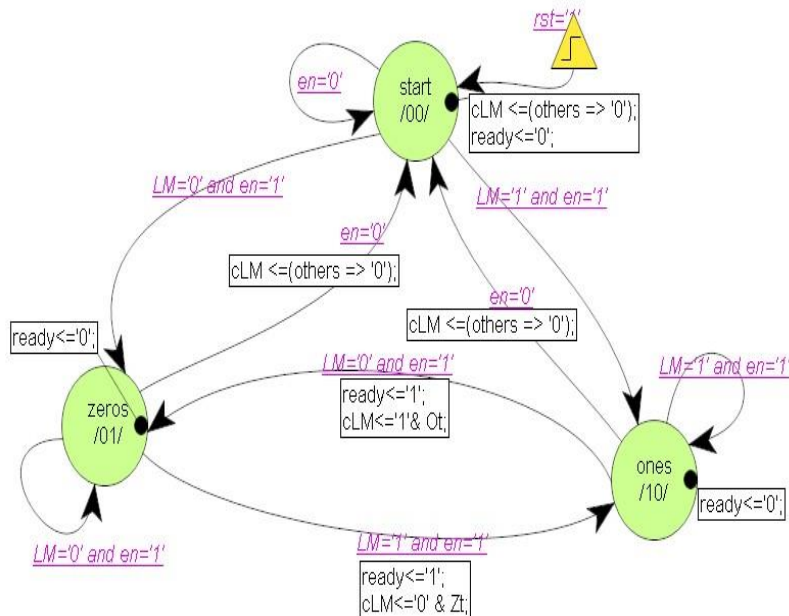 rst='1'
start
/00/
en='0'
cLM <=(others => '0');
ready<='0';
LM='0' and en='1'
LM='1' and en='1'
en='0'
cLM <=(others => '0');
en='0'
cLM <=(others => '0');
ready<='0';
zeros
/01/
LM='0' and en='1'
ready<='1';
cLM<='1'& Ot;
LM='1' and en='1'
ones
/10/
ready<='0';
LM='0' and en='1'
LM='1' and en='1'
ready<='1';
cLM<='0' & Zt;